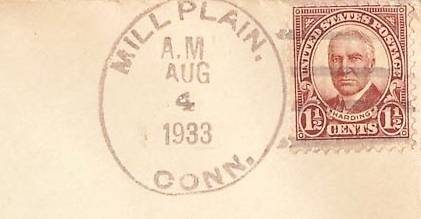 MILL PLAIN.
A.M
AUG
4
1933
CONN.
UNITED STATES POSTAGE
HARDING
1½ 1½
CENTS